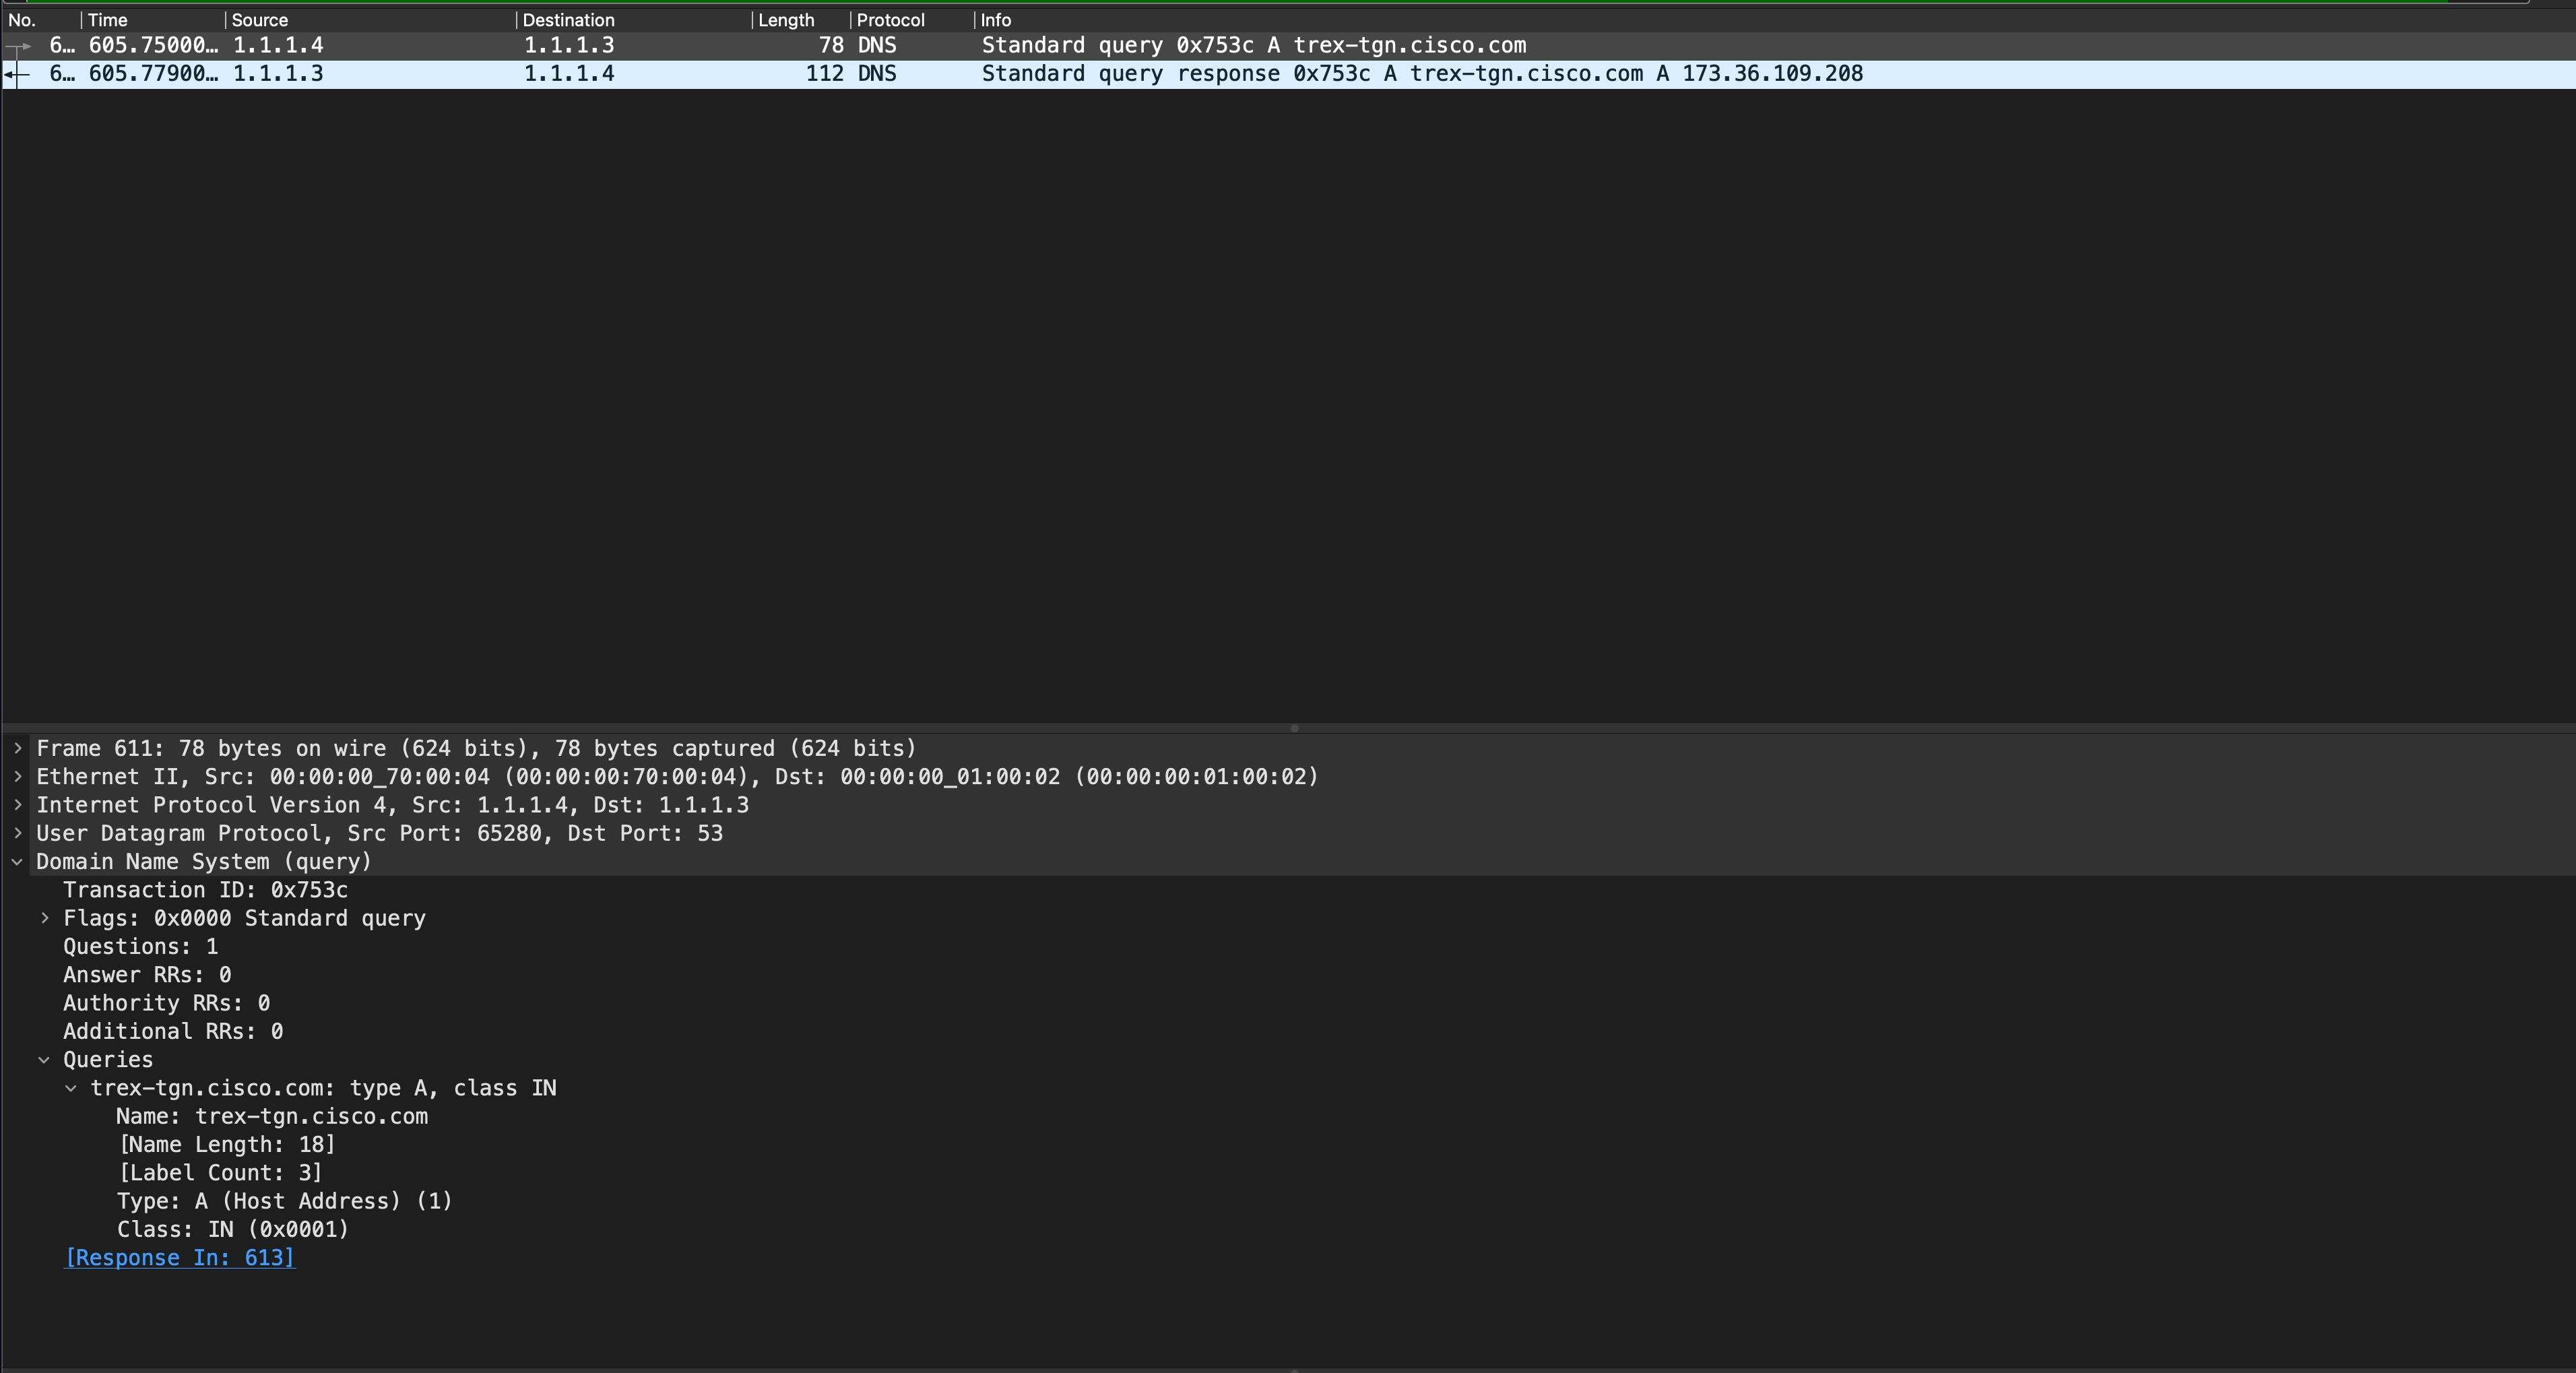 No. Time Source Destination Length Protocol Info
6… 605.75000… 1.1.1.4 1.1.1.3 78 DNS Standard query 0x753c A trex-tgn.cisco.com
6… 605.77900… 1.1.1.3 1.1.1.4 112 DNS Standard query response 0x753c A trex-tgn.cisco.com A 173.36.109.208
Frame 611: 78 bytes on wire (624 bits), 78 bytes captured (624 bits)
Ethernet II, Src: 00:00:00_70:00:04 (00:00:00:70:00:04), Dst: 00:00:00_01:00:02 (00:00:00:01:00:02)
Internet Protocol Version 4, Src: 1.1.1.4, Dst: 1.1.1.3
User Datagram Protocol, Src Port: 65280, Dst Port: 53
Domain Name System (query)
Transaction ID: 0x753c
Flags: 0x0000 Standard query
Questions: 1
Answer RRs: 0
Authority RRs: 0
Additional RRs: 0
Queries
trex-tgn.cisco.com: type A, class IN
Name: trex-tgn.cisco.com
[Name Length: 18]
[Label Count: 3]
Type: A (Host Address) (1)
Class: IN (0x0001)
[Response In: 613]